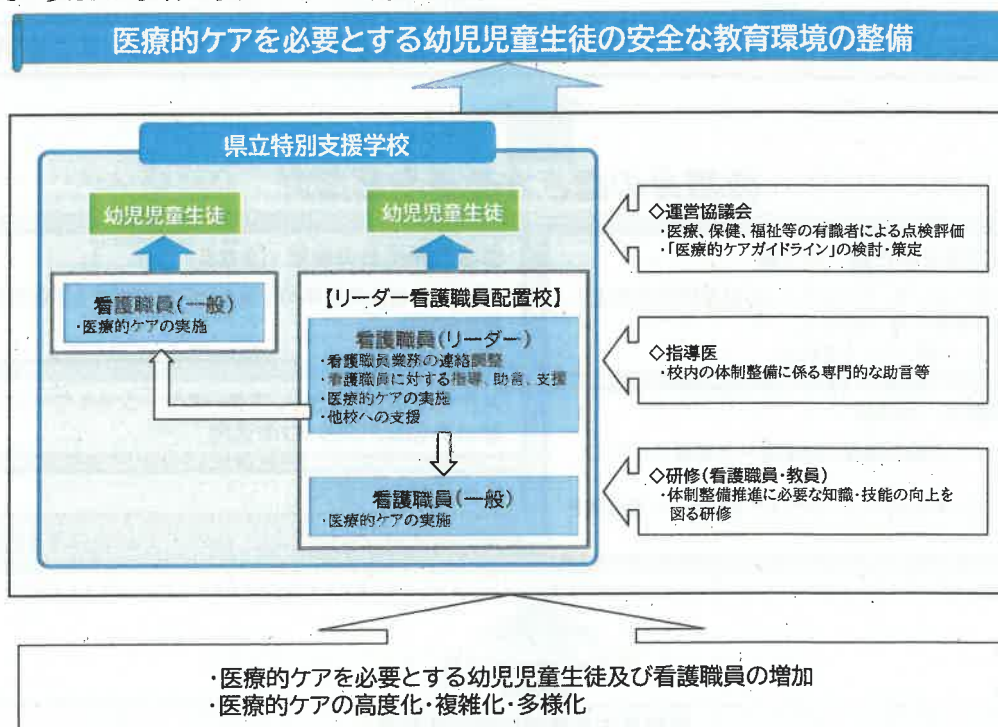 医療的ケアを必要とする幼児児童生徒の安全な教育環境の整備
県立特別支援学校
幼児児童生徒
看護職員(一般)
・医療的ケアの実施
幼児児童生徒
【リーダー看護職員配置校】
看護職員(リーダー)
・看護職員業務の連絡調整
・看護職員に対する指導、助言、支援
・医療的ケアの実施
・他校への支援
看護職員(一般)
・医療的ケアの実施
◇運営協議会
・医療、保健、福祉等の有識者による点検評価
・「医療的ケアガイドライン」の検討・策定
◇指導医
・校内の体制整備に係る専門的な助言等
◇研修(看護職員・教員)
・体制整備推進に必要な知識・技能の向上を
図る研修
・医療的ケアを必要とする幼児児童生徒及び看護職員の増加
・医療的ケアの高度化・複雑化・多様化